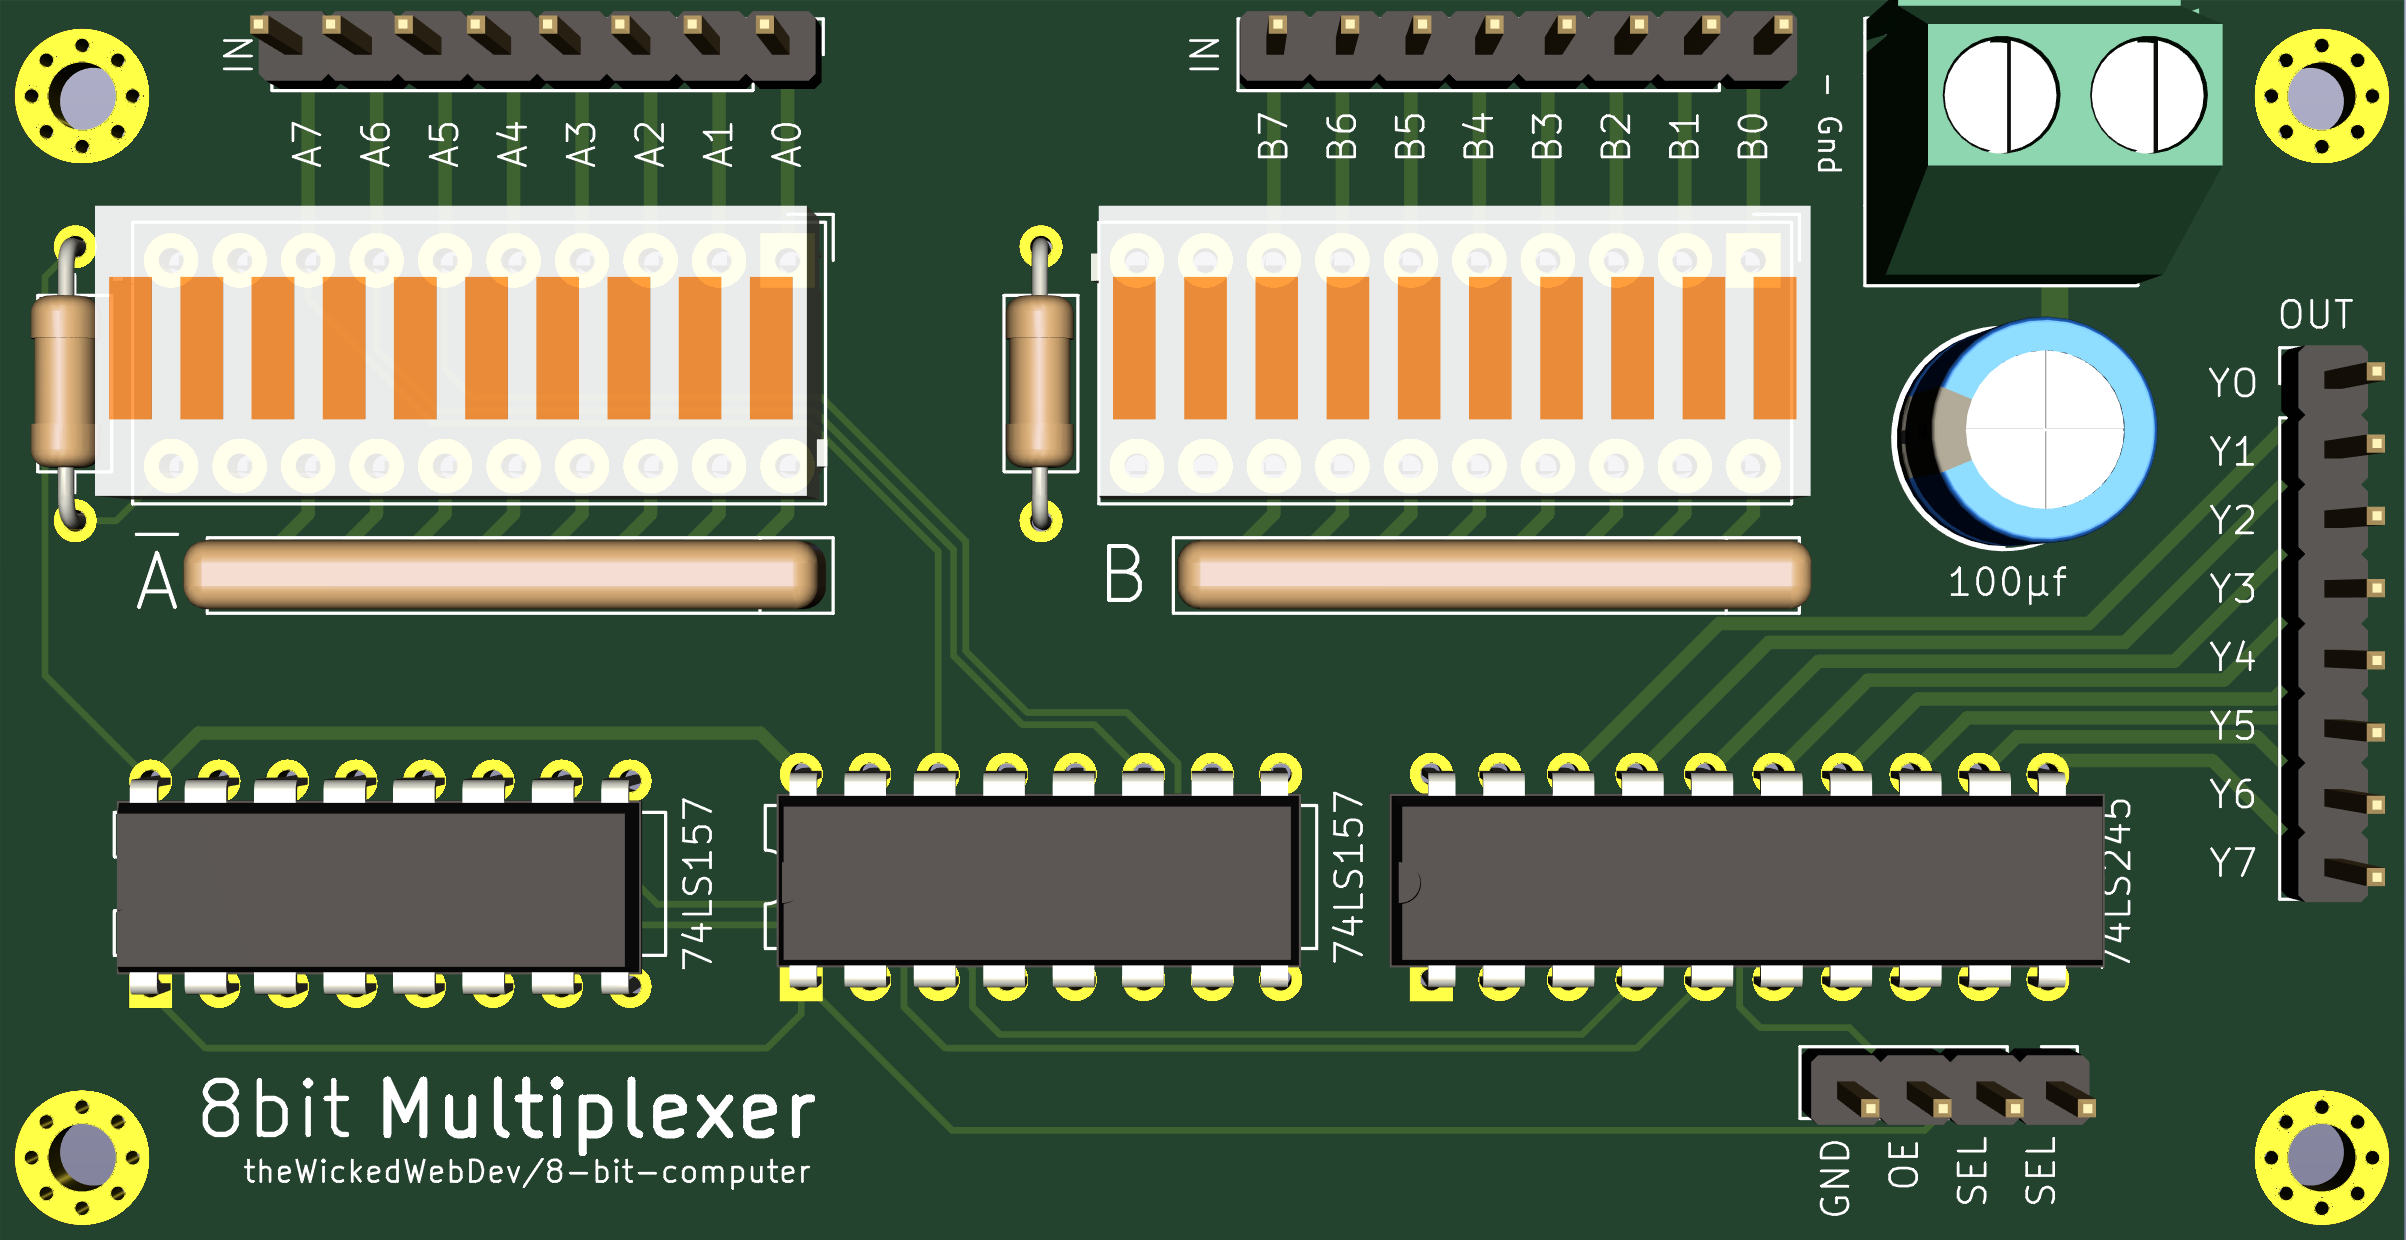 IN
A7 A6 A5 A4 A3 A2 A1 A0
IN
B7 B6 B5 B4 B3 B2 B1 B0
- Gnd
OUT
Y0
Y1
Y2
Y3
Y4
Y5
Y6
Y7
A
B
100µf
74LS157
74LS157
74LS245
8bit Multiplexer
theWickedWebDev/8-bit-computer
GND OE SEL SEL